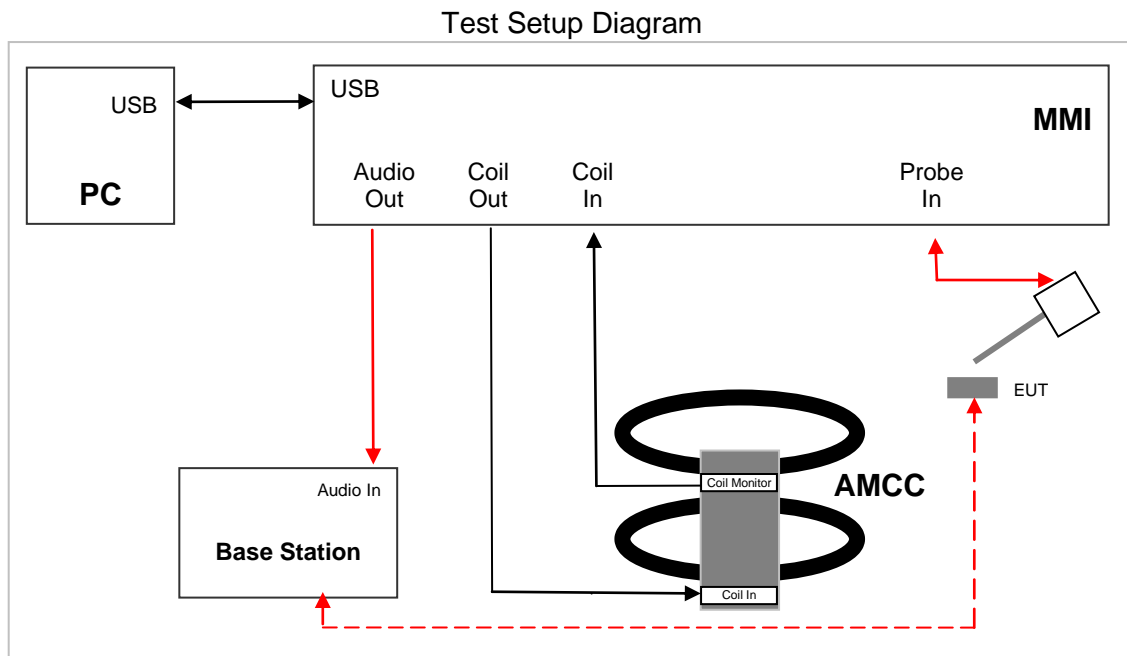 Test Setup Diagram
USB
PC
USB
MMI
Audio
Out
Coil
Out
Coil
In
Probe
In
EUT
Coil Monitor
AMCC
Audio In
Base Station
Coil In